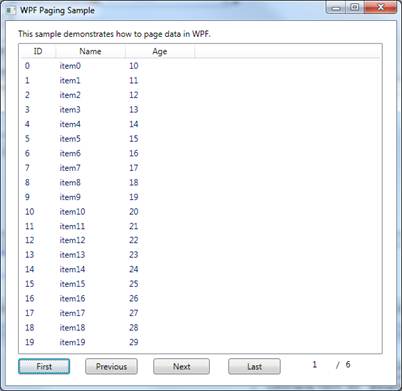 WPF Paging Sample
This sample demonstrates how to page data in WPF.
ID Name Age
0 item0 10
1 item1 11
2 item2 12
3 item3 13
4 item4 14
5 item5 15
6 item6 16
7 item7 17
8 item8 18
9 item9 19
10 item10 20
11 item11 21
12 item12 22
13 item13 23
14 item14 24
15 item15 25
16 item16 26
17 item17 27
18 item18 28
19 item19 29
First Previous Next Last 1 / 6